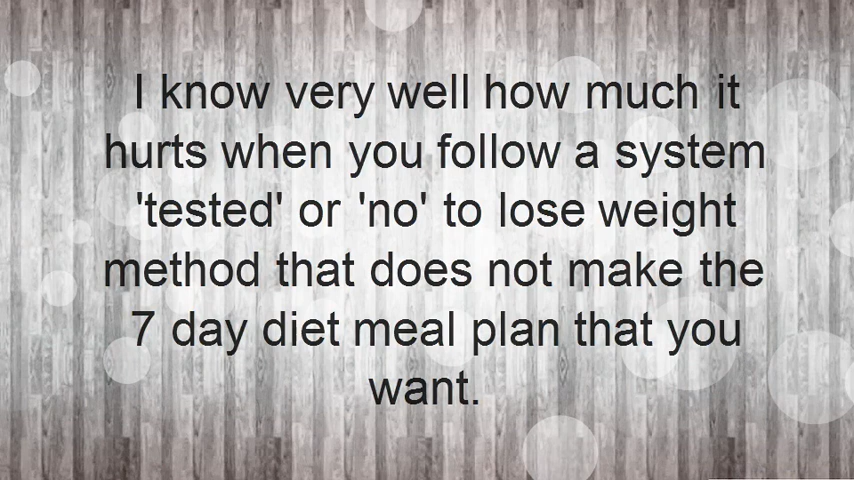 I know very well how much it
hurts when you follow a system
'tested' or 'no' to lose weight
method that does not make the
7 day diet meal plan that you
want.